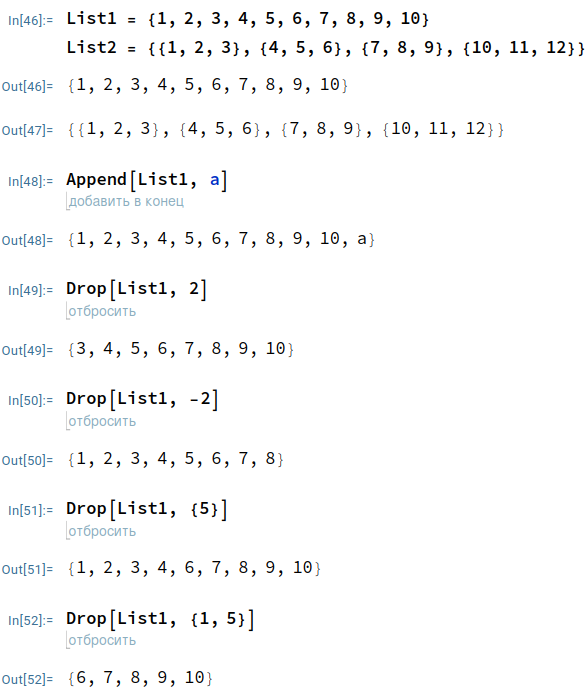 In[46]:= List1 = {1, 2, 3, 4, 5, 6, 7, 8, 9, 10}
List2 = {{1, 2, 3}, {4, 5, 6}, {7, 8, 9}, {10, 11, 12}}
Out[46]= {1, 2, 3, 4, 5, 6, 7, 8, 9, 10}
Out[47]= {{1, 2, 3}, {4, 5, 6}, {7, 8, 9}, {10, 11, 12}}
In[48]:= Append[List1, a]
добавить в конец
Out[48]= {1, 2, 3, 4, 5, 6, 7, 8, 9, 10, a}
In[49]:= Drop[List1, 2]
отбросить
Out[49]= {3, 4, 5, 6, 7, 8, 9, 10}
In[50]:= Drop[List1, -2]
отбросить
Out[50]= {1, 2, 3, 4, 5, 6, 7, 8}
In[51]:= Drop[List1, {5}]
отбросить
Out[51]= {1, 2, 3, 4, 6, 7, 8, 9, 10}
In[52]:= Drop[List1, {1, 5}]
отбросить
Out[52]= {6, 7, 8, 9, 10}